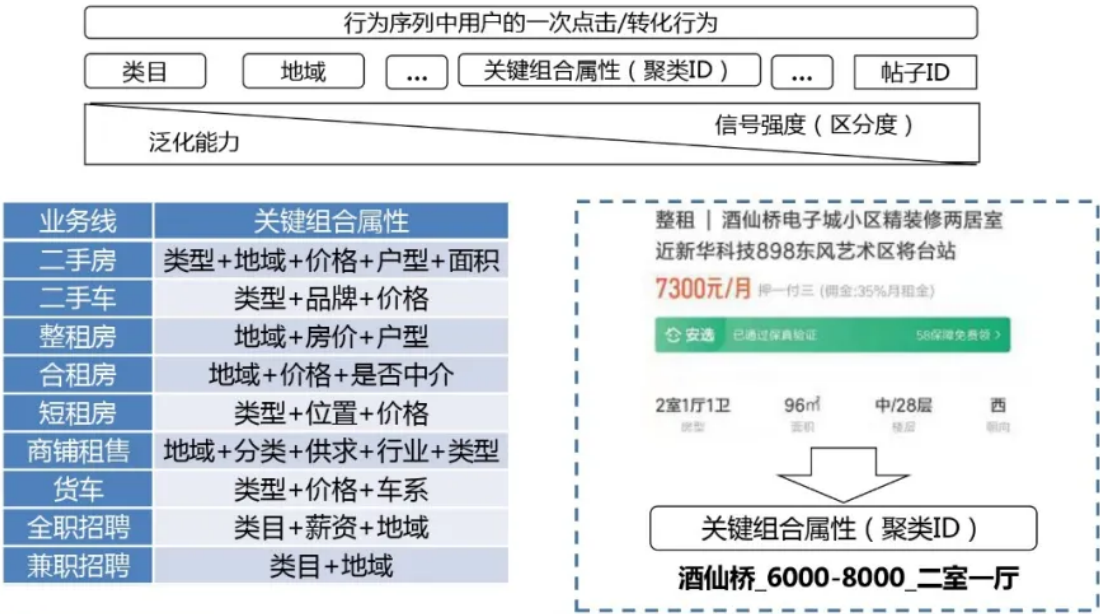 行为序列中用户的一次点击/转化行为
类目 地域 ... 关键组合属性（聚类ID） ... 帖子ID
泛化能力 信号强度（区分度）
业务线 关键组合属性
二手房 类型+地域+价格+户型+面积
二手车 类型+品牌+价格
整租房 地域+房价+户型
合租房 地域+价格+是否中介
短租房 类型+位置+价格
商铺租售 地域+分类+供求+行业+类型
货车 类型+价格+车系
全职招聘 类目+薪资+地域
兼职招聘 类目+地域
整租 | 酒仙桥电子城小区精装修两居室
近新华科技898东风艺术区将台站
7300元/月 押一付三 (佣金:35%月租金)
安选 已通过保真验证 58保障免费领 >
2室1厅1卫 96㎡ 中/28层 西
房型 面积 楼层 朝向
关键组合属性（聚类ID）
酒仙桥_6000-8000_二室一厅